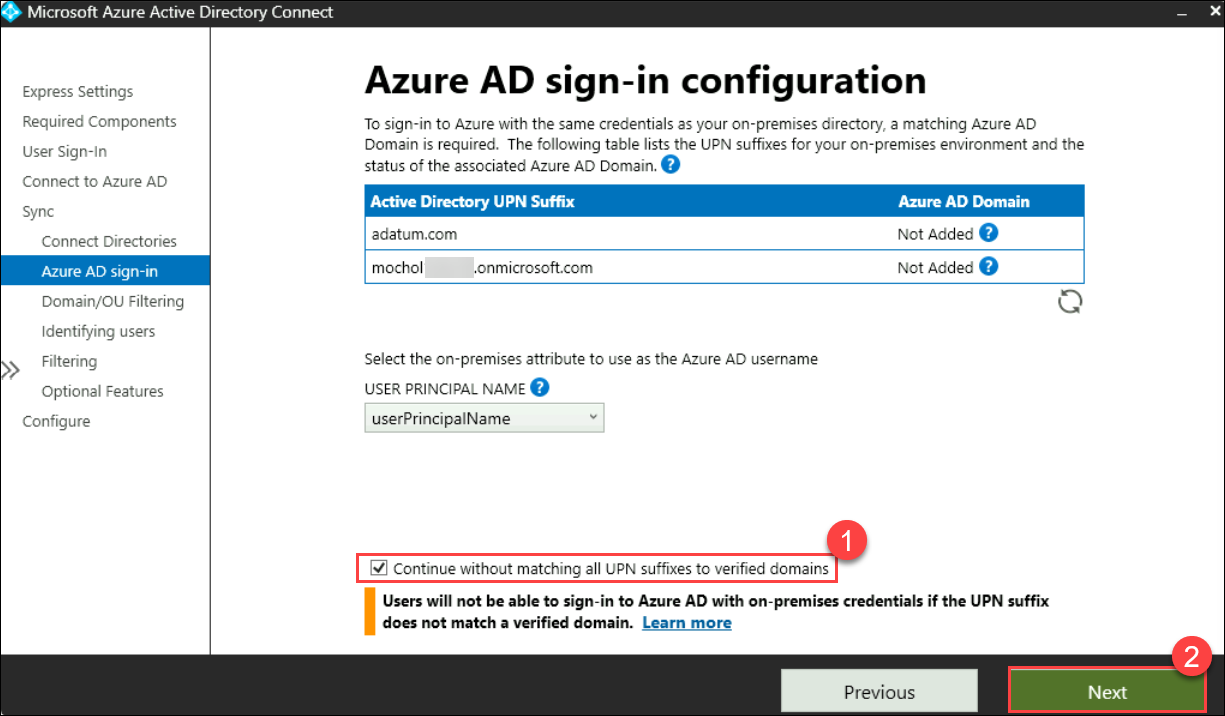 Microsoft Azure Active Directory Connect
Express Settings
Required Components
User Sign-In
Connect to Azure AD
Sync
Connect Directories
Azure AD sign-in
Domain/OU Filtering
Identifying users
Filtering
Optional Features
Configure
Azure AD sign-in configuration
To sign-in to Azure with the same credentials as your on-premises directory, a matching Azure AD
Domain is required. The following table lists the UPN suffixes for your on-premises environment and the
status of the associated Azure AD Domain. ?
Active Directory UPN Suffix Azure AD Domain
adatum.com Not Added ?
mochol .onmicrosoft.com Not Added ?
Select the on-premises attribute to use as the Azure AD username
USER PRINCIPAL NAME ?
userPrincipalName
1
Continue without matching all UPN suffixes to verified domains
Users will not be able to sign-in to Azure AD with on-premises credentials if the UPN suffix
does not match a verified domain. Learn more
2
Previous Next